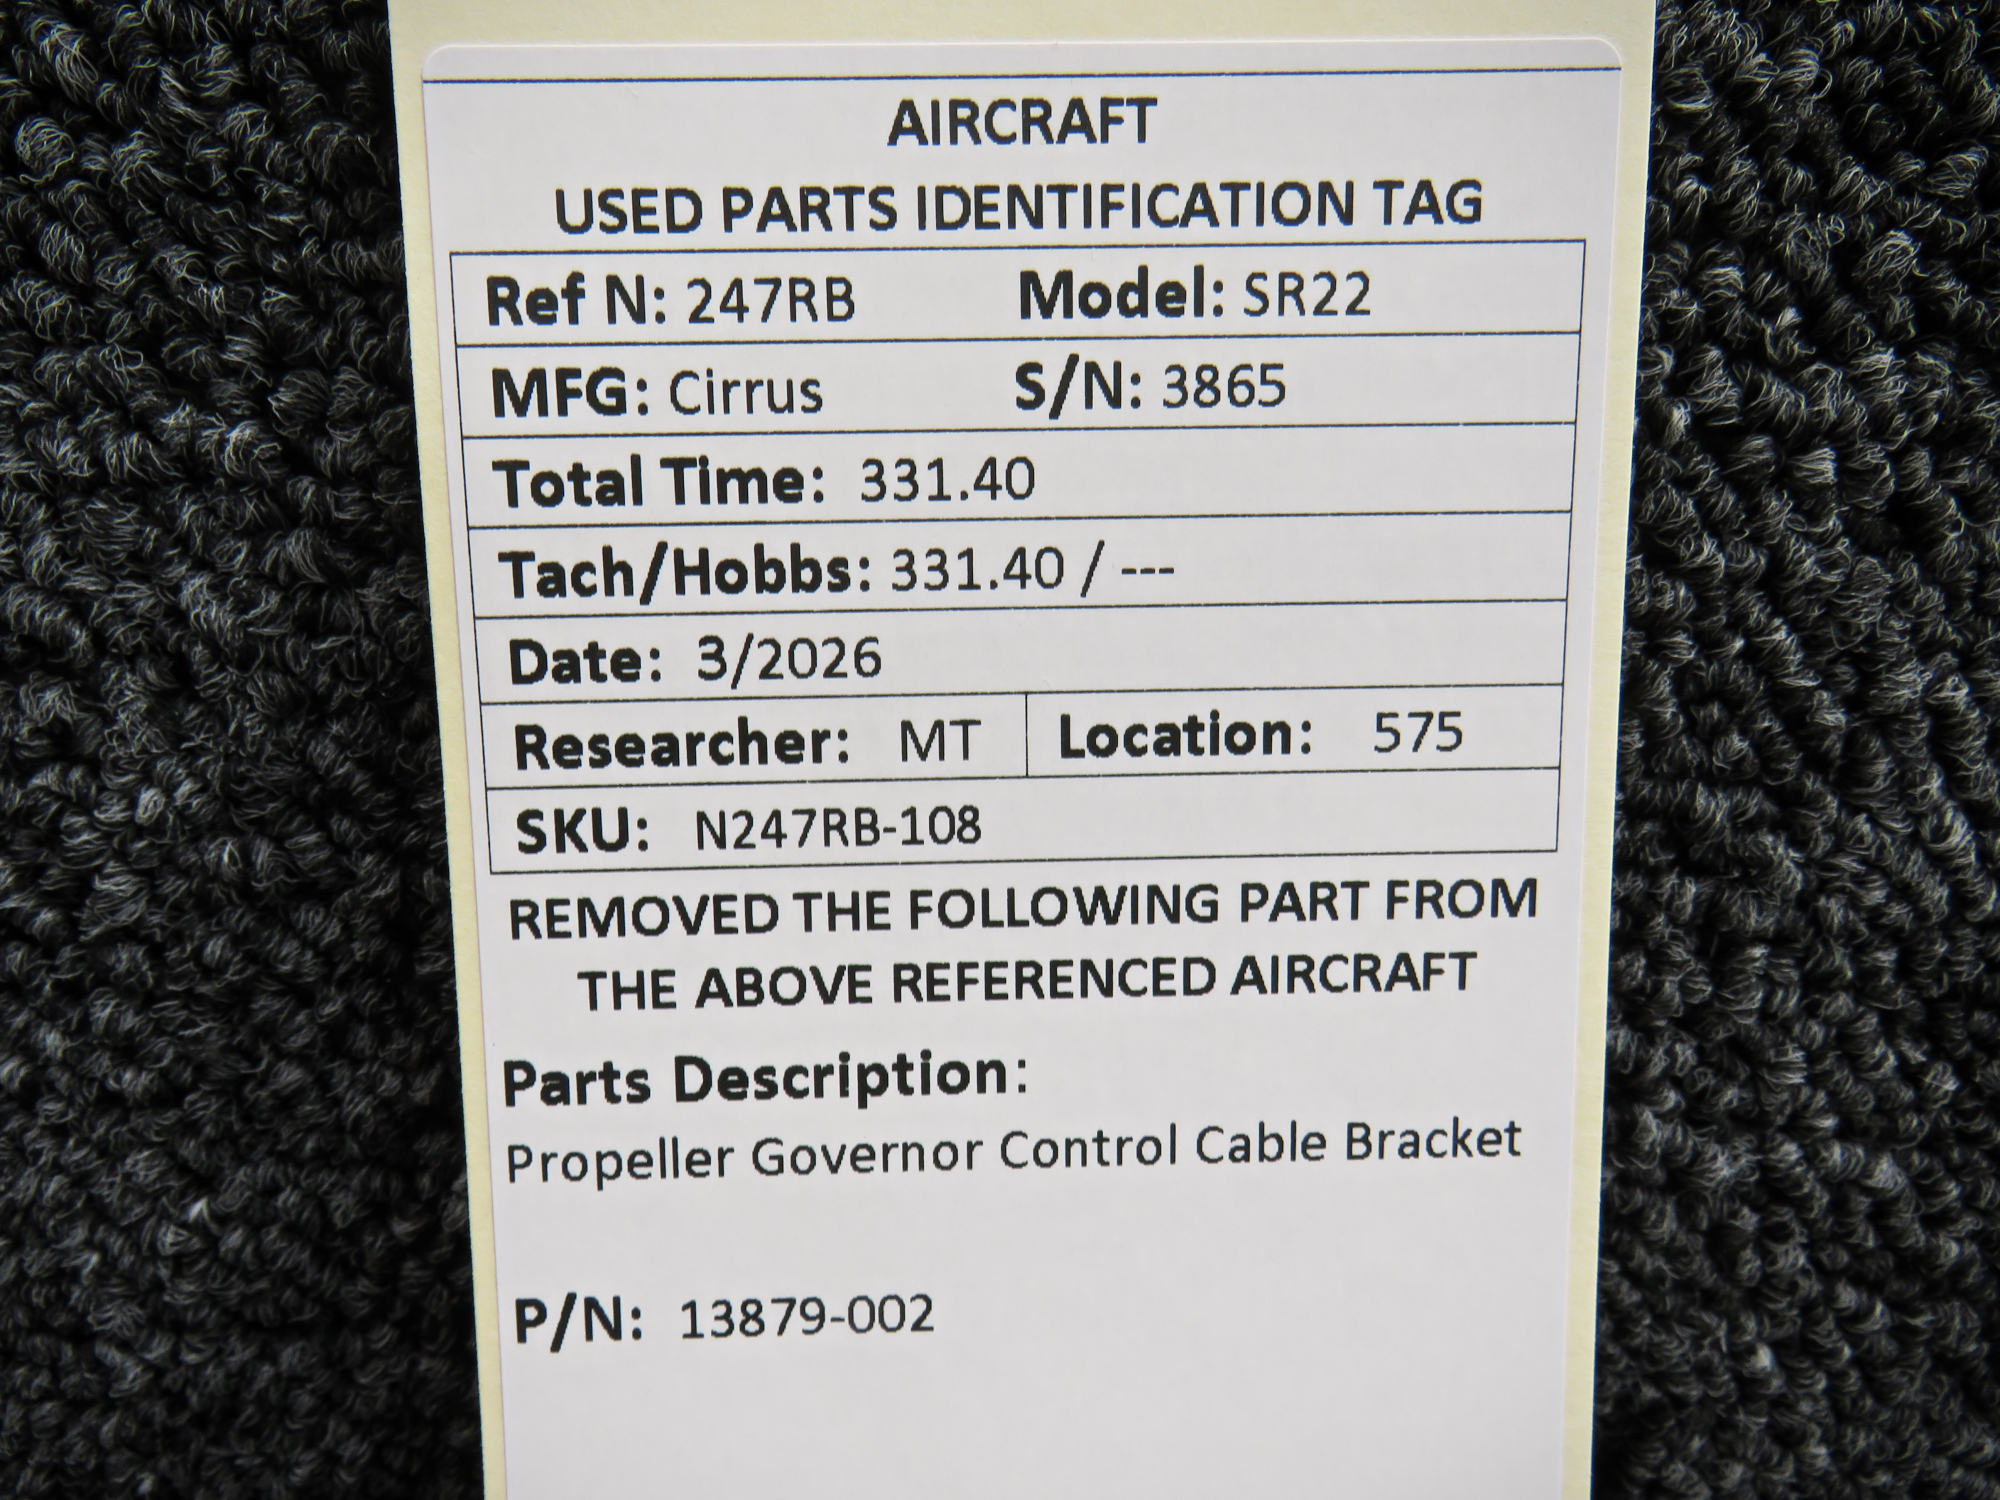 AIRCRAFT
USED PARTS IDENTIFICATION TAG
Ref N: 247RB Model: SR22
MFG: Cirrus S/N: 3865
Total Time: 331.40
Tach/Hobbs: 331.40 / ---
Date: 3/2026
Researcher: MT Location: 575
SKU: N247RB-108
REMOVED THE FOLLOWING PART FROM
THE ABOVE REFERENCED AIRCRAFT
Parts Description:
Propeller Governor Control Cable Bracket
P/N: 13879-002